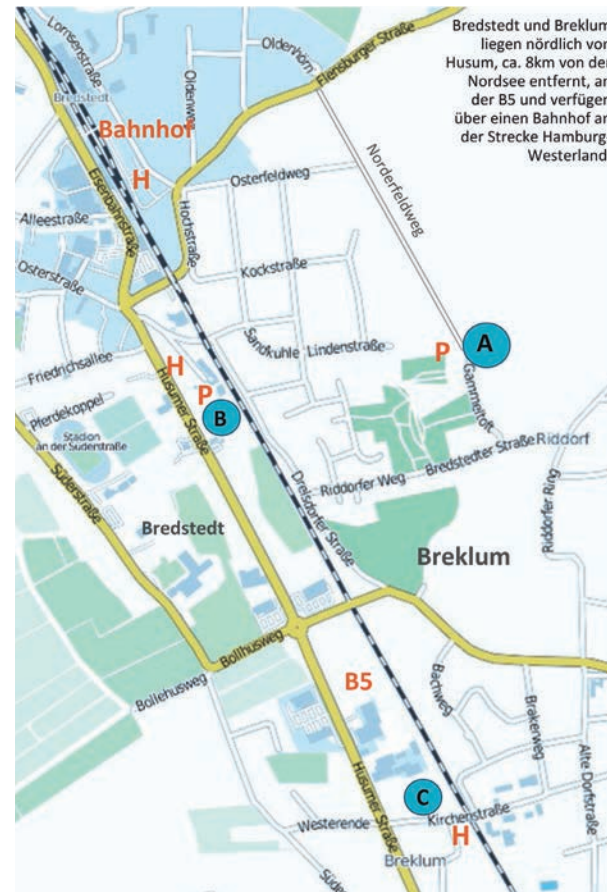 Bredstedt und Breklum
liegen nördlich von
Husum, ca. 8km von der
Nordsee entfernt, an
der B5 und verfügen
über einen Bahnhof an
der Strecke Hamburg-
Westerland
Lornsenstraße
Oldenhörn
Flensburger Straße
Bredstedt
Oldenweg
Bahnhof
H
Osterfeldweg
Norderfeldweg
Eisenbahnstraße
Alleestraße
Hochstraße
Osterstraße
Kockstraße
Sandkuhle
Lindenstraße
P
A
Gammeltoft
Friedrichsallee
H
P
B
Husumer Straße
Pferdekoppel
Stadion
an der Süderstraße
Süderstraße
Bredstedter Straße
Riddorf
Riddorfer Weg
Riddorfer Ring
Dreisdorfer Straße
Bredstedt
Breklum
Bollhusweg
Bollehusweg
B5
Bachweg
Brakerweg
Alte Dorfstraße
Husumer Straße
C
Kirchenstraße
Westerende
H
Breklum